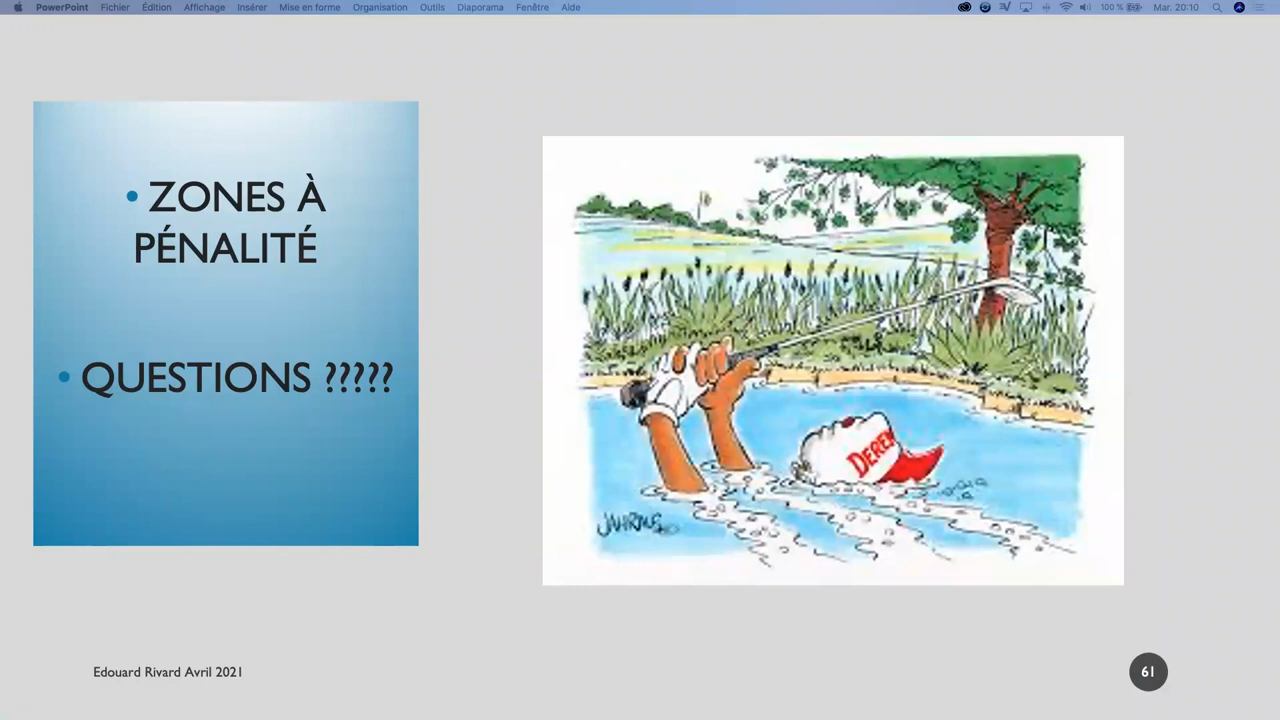 PowerPoint Fichier Édition Affichage Insérer Mise en forme Organisation Outils Diaporama Fenêtre Aide 100 % Mar. 20:10
• ZONES À
PÉNALITÉ
• QUESTIONS ?????
DEREK
Edouard Rivard Avril 2021
61